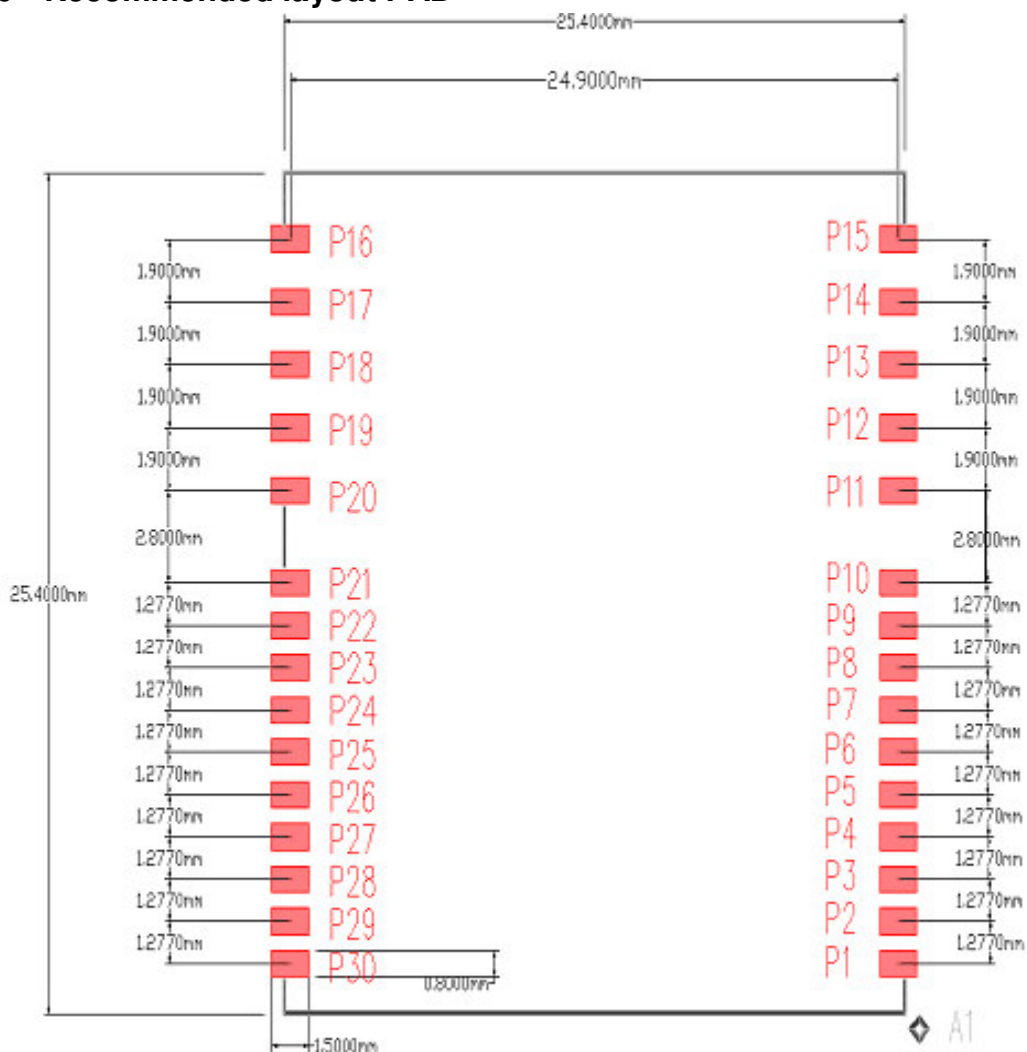 Recommended layout PAD
25.4000mm
24.9000mm
P16 P15
1.9000mm 1.9000mm
P17 P14
1.9000mm 1.9000mm
P18 P13
1.9000mm 1.9000mm
P19 P12
1.9000mm 1.9000mm
P20 P11
2.8000mm 2.8000mm
P21 P10
25.4000mm
1.2770mm 1.2770mm
P22 P9
1.2770mm 1.2770mm
P23 P8
1.2770mm 1.2770mm
P24 P7
1.2770mm 1.2770mm
P25 P6
1.2770mm 1.2770mm
P26 P5
1.2770mm 1.2770mm
P27 P4
1.2770mm 1.2770mm
P28 P3
1.2770mm 1.2770mm
P29 P2
1.2770mm 1.2770mm
P30 P1
0.8000mm
1.5000mm
A1